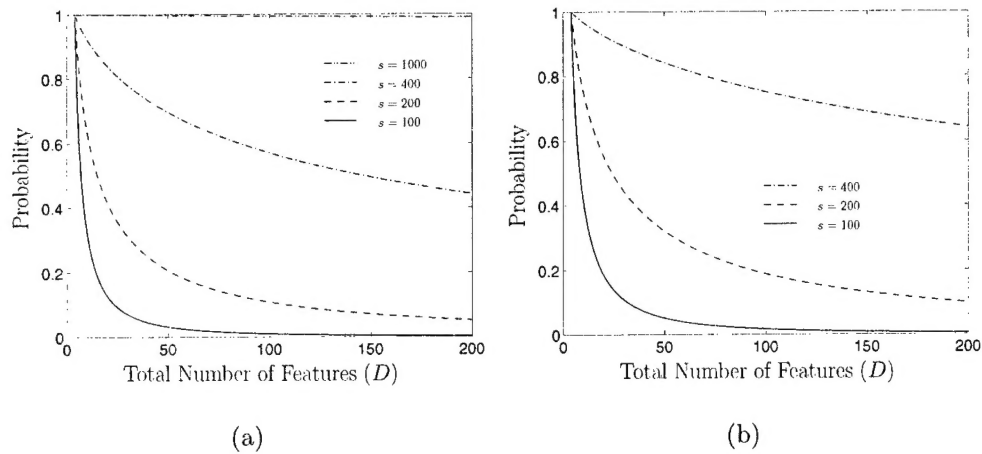 1
0.8
0.6
0.4
0.2
0
Probability
s = 1000
s = 400
s = 200
s = 100
0 50 100 150 200
Total Number of Features (D)
(a)
1
0.8
0.6
0.4
0.2
0
Probability
s = 400
s = 200
s = 100
0 50 100 150 200
Total Number of Features (D)
(b)